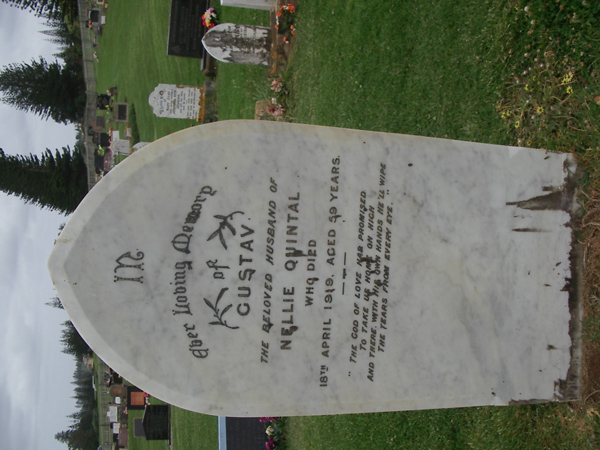 In
Ever Loving Memory
OF
GUSTAV.
THE BELOVED HUSBAND OF
NELLIE QUINTAL
WHO DIED
18TH APRIL 1919. AGED 59 YEARS.
"THE GOD OF LOVE HAS PROMISED
TO TAKE US HOME ON HIGH
AND THERE WITH HIS OWN HANDS HE'LL WIPE
THE TEARS FROM EVERY EYE."